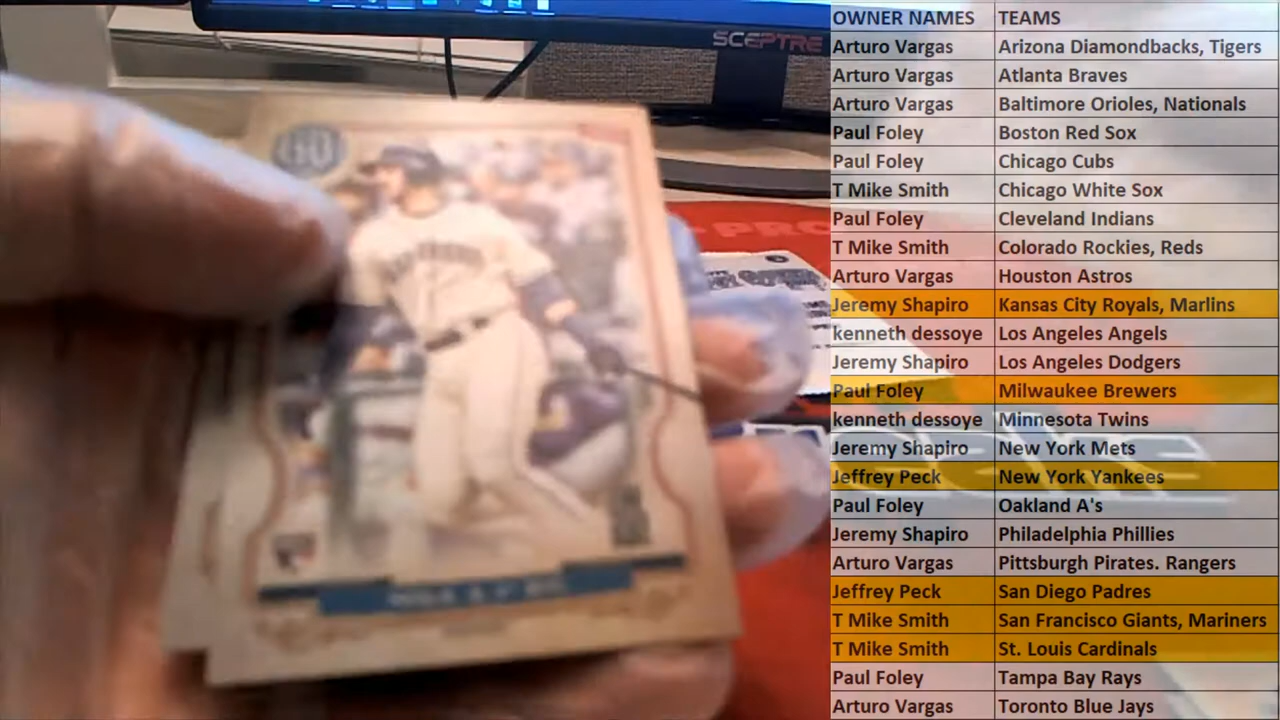 SCEPTRE
OWNER NAMES TEAMS
Arturo Vargas Arizona Diamondbacks, Tigers
Arturo Vargas Atlanta Braves
Arturo Vargas Baltimore Orioles, Nationals
Paul Foley Boston Red Sox
Paul Foley Chicago Cubs
T Mike Smith Chicago White Sox
Paul Foley Cleveland Indians
T Mike Smith Colorado Rockies, Reds
Arturo Vargas Houston Astros
Jeremy Shapiro Kansas City Royals, Marlins
kenneth dessoye Los Angeles Angels
Jeremy Shapiro Los Angeles Dodgers
Paul Foley Milwaukee Brewers
kenneth dessoye Minnesota Twins
Jeremy Shapiro New York Mets
Jeffrey Peck New York Yankees
Paul Foley Oakland A's
Jeremy Shapiro Philadelphia Phillies
Arturo Vargas Pittsburgh Pirates. Rangers
Jeffrey Peck San Diego Padres
T Mike Smith San Francisco Giants, Mariners
T Mike Smith St. Louis Cardinals
Paul Foley Tampa Bay Rays
Arturo Vargas Toronto Blue Jays